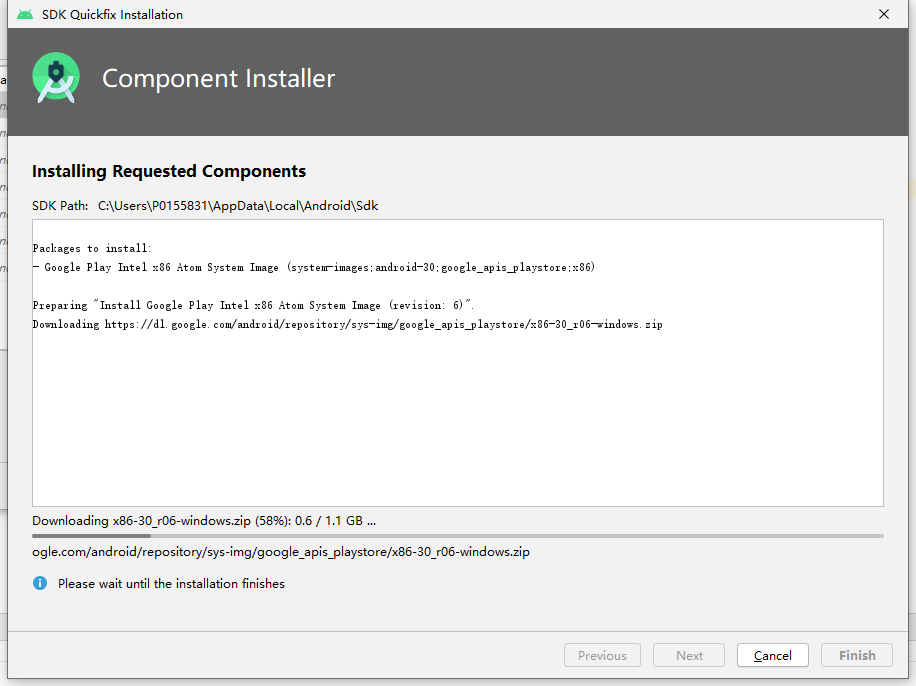 SDK Quickfix Installation
Component Installer
Installing Requested Components
SDK Path: C:\Users\P0155831\AppData\Local\Android\Sdk
Packages to install:
- Google Play Intel x86 Atom System Image (system-images;android-30;google_apis_playstore;x86)
Preparing "Install Google Play Intel x86 Atom System Image (revision: 6)".
Downloading https://dl.google.com/android/repository/sys-img/google_apis_playstore/x86-30_r06-windows.zip
Downloading x86-30_r06-windows.zip (58%): 0.6 / 1.1 GB ...
ogle.com/android/repository/sys-img/google_apis_playstore/x86-30_r06-windows.zip
Please wait until the installation finishes
Previous Next Cancel Finish